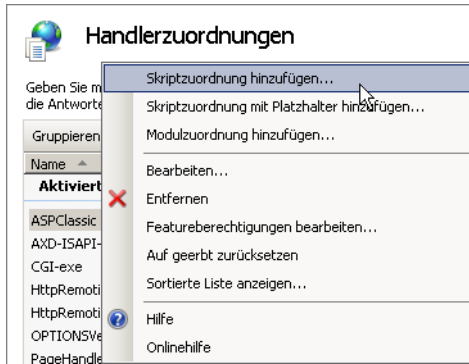 Handlerzuordnungen
Geben Sie
die Antworte
Gruppieren
Name
Aktiviert
ASPClassic
AXD-ISAPI-
CGI-exe
HttpRemoti
HttpRemoti
OPTIONSVe
PageHandle
Skriptzuordnung hinzufügen...
Skriptzuordnung mit Platzhalter hinzufügen...
Modulzuordnung hinzufügen...
Bearbeiten...
Entfernen
Featureberechtigungen bearbeiten...
Auf geerbt zurücksetzen
Sortierte Liste anzeigen...
Hilfe
Onlinehilfe